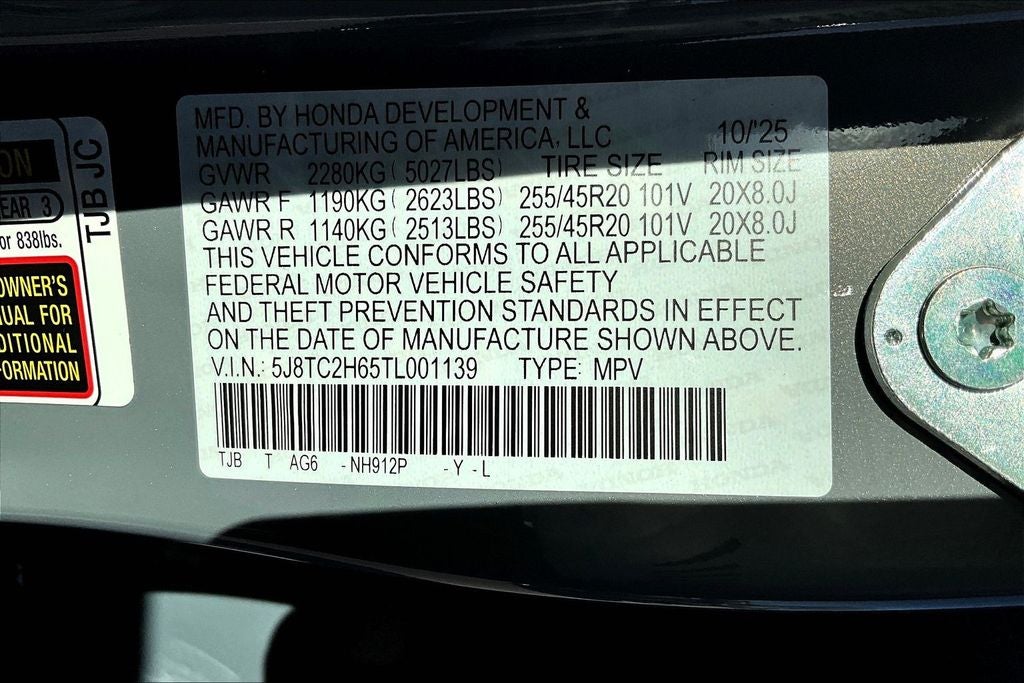 MFD. BY HONDA DEVELOPMENT &
MANUFACTURING OF AMERICA, LLC 10/'25
GVWR 2280KG ( 5027LBS) TIRE SIZE RIM SIZE
GAWR F 1190KG ( 2623LBS) 255/45R20 101V 20X8.0J
GAWR R 1140KG ( 2513LBS) 255/45R20 101V 20X8.0J
THIS VEHICLE CONFORMS TO ALL APPLICABLE
FEDERAL MOTOR VEHICLE SAFETY
AND THEFT PREVENTION STANDARDS IN EFFECT
ON THE DATE OF MANUFACTURE SHOWN ABOVE.
V.I.N.: 5J8TC2H65TL001139 TYPE: MPV
TJB T AG6 - NH912P - Y - L
ON
EAR 3
or 838lbs.
TJB JC
OWNER'S
UAL FOR
DITIONAL
FORMATION